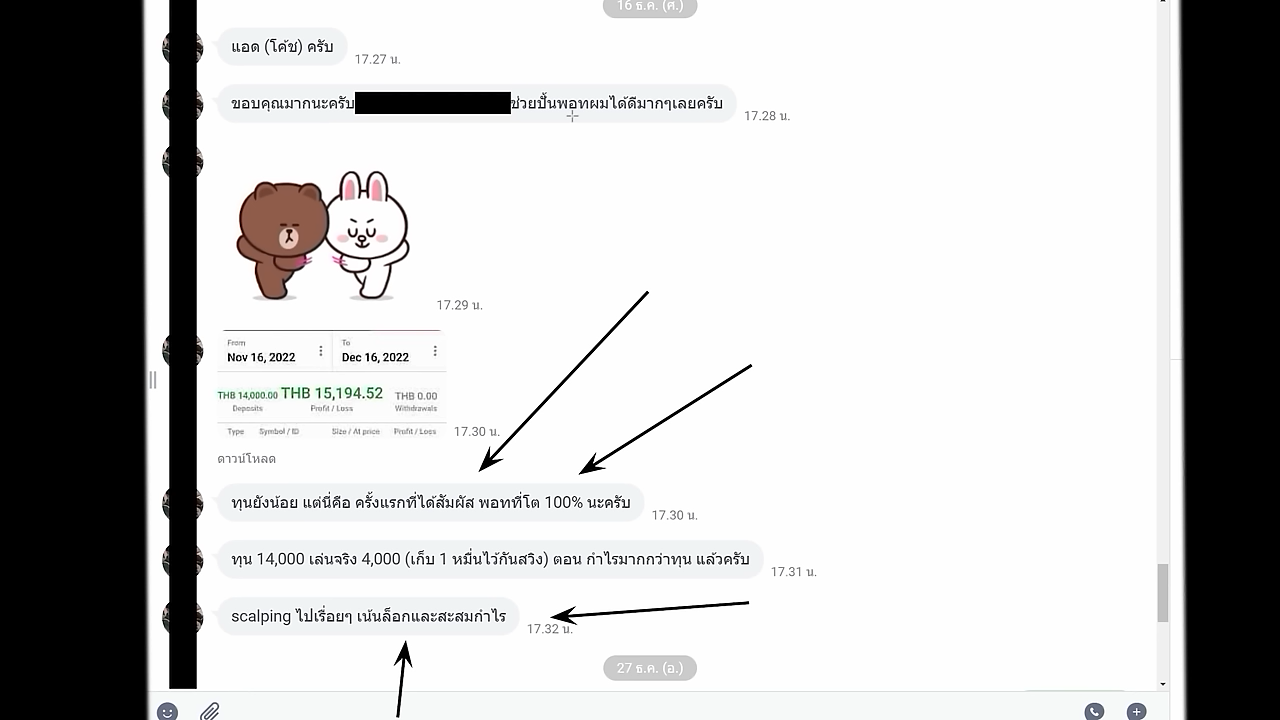 16 ธ.ค. (ศ.)
แอด (โค้ช) ครับ
17.27 น.
ขอบคุณมากนะครับ ช่วยปั้นพอทผมได้ดีมากๆเลยครับ
17.28 น.
17.29 น.
From
Nov 16, 2022
To
Dec 16, 2022
THB 14,000.00 THB 15,194.52 THB 0.00
Deposits Profit / Loss Withdrawals
Type Symbol / ID Size / At price Profit / Loss
17.30 น.
ดาวน์โหลด
ทุนยังน้อย แต่นี่คือ ครั้งแรกที่ได้สัมผัส พอทที่โต 100% นะครับ
17.30 น.
ทุน 14,000 เล่นจริง 4,000 (เก็บ 1 หมื่นไว้กันสวิง) ตอน กำไรมากกว่าทุน แล้วครับ
17.31 น.
scalping ไปเรื่อยๆ เน้นล็อกและสะสมกำไร
17.32 น.
27 ธ.ค. (อ.)